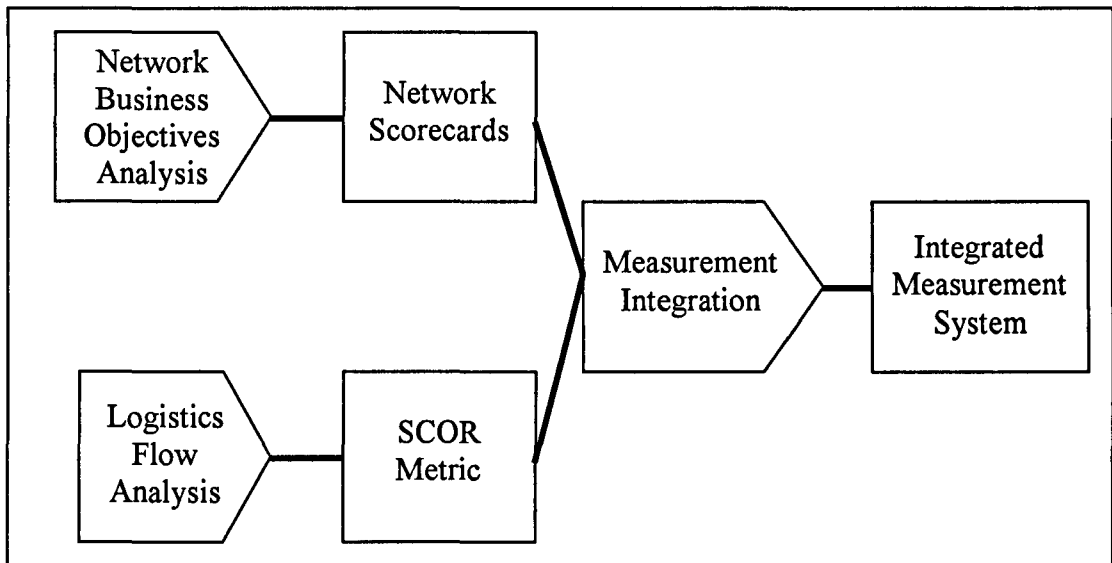 Network
Business
Objectives
Analysis
Network
Scorecards
Measurement
Integration
Integrated
Measurement
System
Logistics
Flow
Analysis
SCOR
Metric